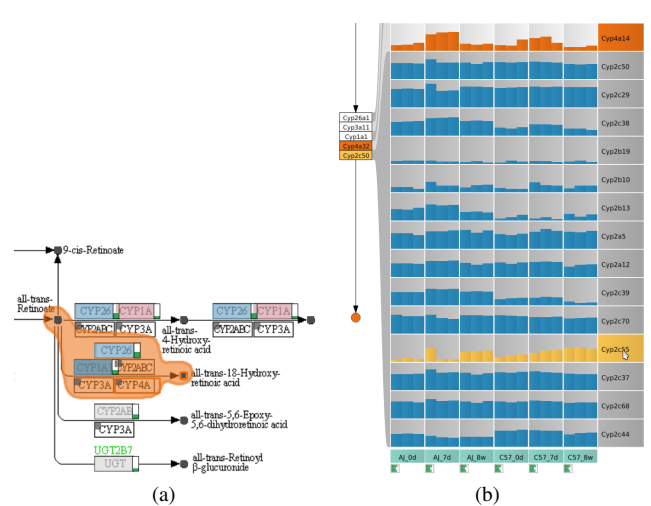 9-cis-Retinoate
all-trans-
Retinoate
CYP26
CYP1A
CYP2ABC
CYP3A
all-trans-
4-Hydroxy-
retinoic acid
CYP26
CYP1A
CYP2ABC
CYP3A
CYP26
CYP1A1
CYP2ABC
CYP3A
CYP4A
all-trans-18-Hydroxy-
retinoic acid
CYP2AB
CYP3A
all-trans-5,6-Epoxy-
5,6-dihydroretinoic acid
UGT2B7
UGT
all-trans-Retinoyl
β-glucuronide
(a)
Cyp26a1
Cyp3a11
Cyp1a1
Cyp4a32
Cyp2c50
Cyp4a14
Cyp2c50
Cyp2c29
Cyp2c38
Cyp2b19
Cyp2b10
Cyp2b13
Cyp2a5
Cyp2a12
Cyp2c39
Cyp2c70
Cyp2c55
Cyp2c37
Cyp2c68
Cyp2c44
AJ_0d AJ_7d AJ_8w C57_0d C57_7d C57_8w
(b)